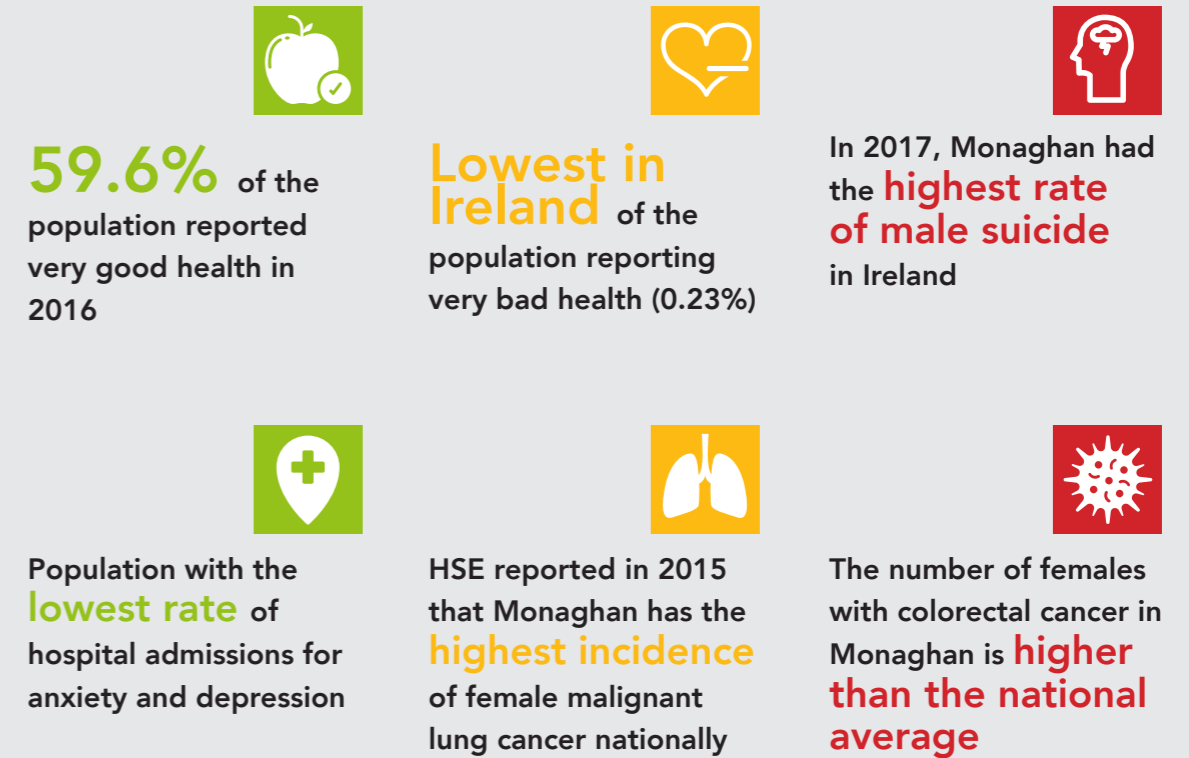 59.6% of the
population reported
very good health in
2016
Lowest in
Ireland of the
population reporting
very bad health (0.23%)
In 2017, Monaghan had
the highest rate
of male suicide
in Ireland
Population with the
lowest rate of
hospital admissions for
anxiety and depression
HSE reported in 2015
that Monaghan has the
highest incidence
of female malignant
lung cancer nationally
The number of females
with colorectal cancer in
Monaghan is higher
than the national
average